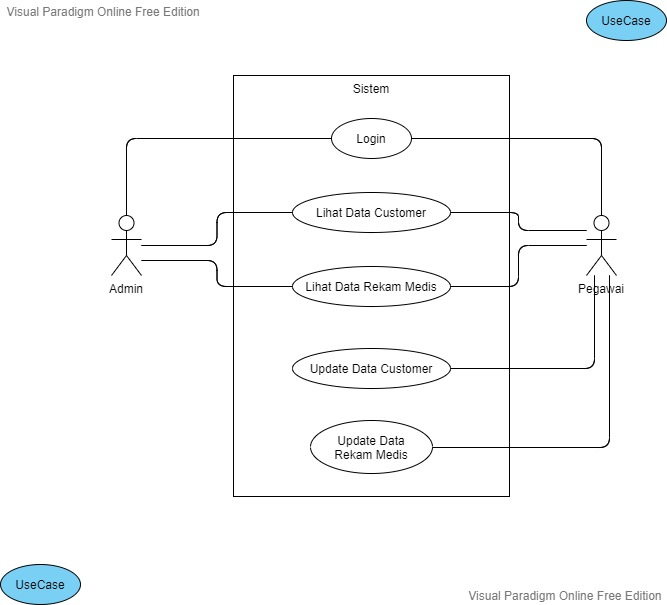 Visual Paradigm Online Free Edition
UseCase
Sistem
Login
Lihat Data Customer
Admin
Lihat Data Rekam Medis
Pegawai
Update Data Customer
Update Data
Rekam Medis
UseCase
Visual Paradigm Online Free Edition